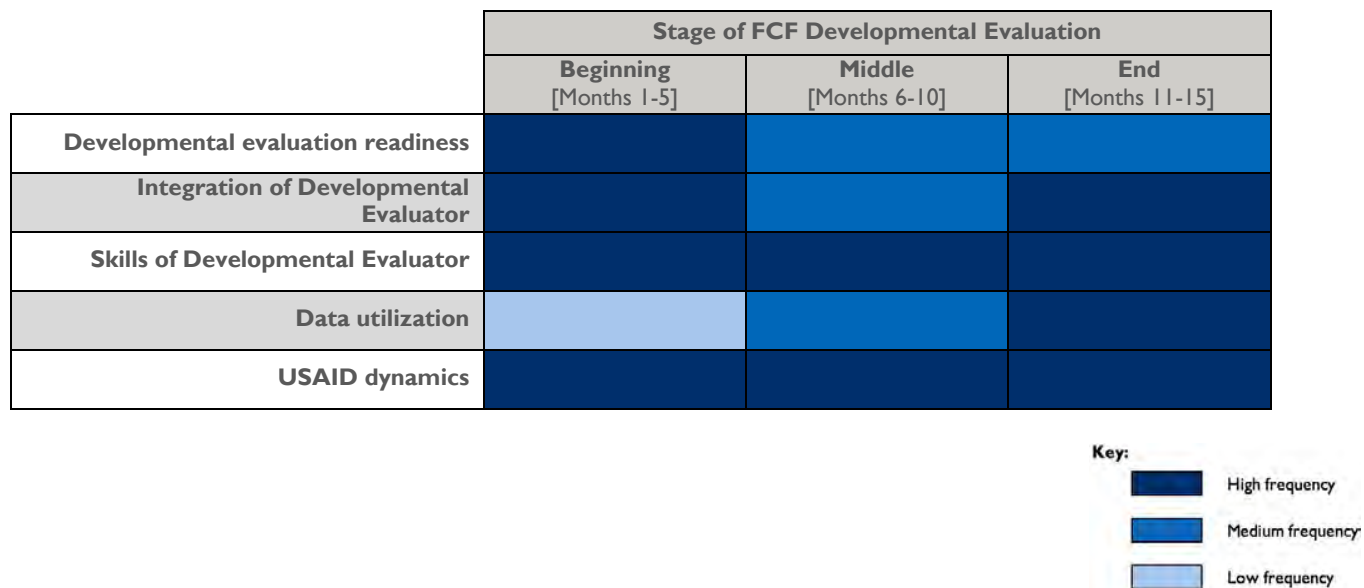 Stage of FCF Developmental Evaluation
Beginning
[Months 1-5]
Middle
[Months 6-10]
End
[Months 11-15]
Developmental evaluation readiness
Integration of Developmental
Evaluator
Skills of Developmental Evaluator
Data utilization
USAID dynamics
Key:
High frequency
Medium frequency
Low frequency